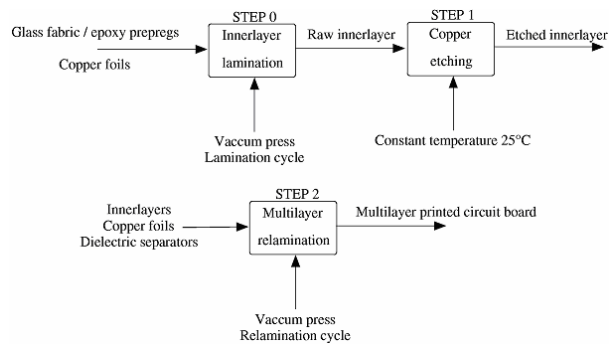 STEP 0
Glass fabric / epoxy prepregs
Copper foils
Innerlayer
lamination
Raw innerlayer
Vaccum press
Lamination cycle
STEP 1
Copper
etching
Etched innerlayer
Constant temperature 25°C
STEP 2
Innerlayers
Copper foils
Dielectric separators
Multilayer
relamination
Multilayer printed circuit board
Vaccum press
Relamination cycle